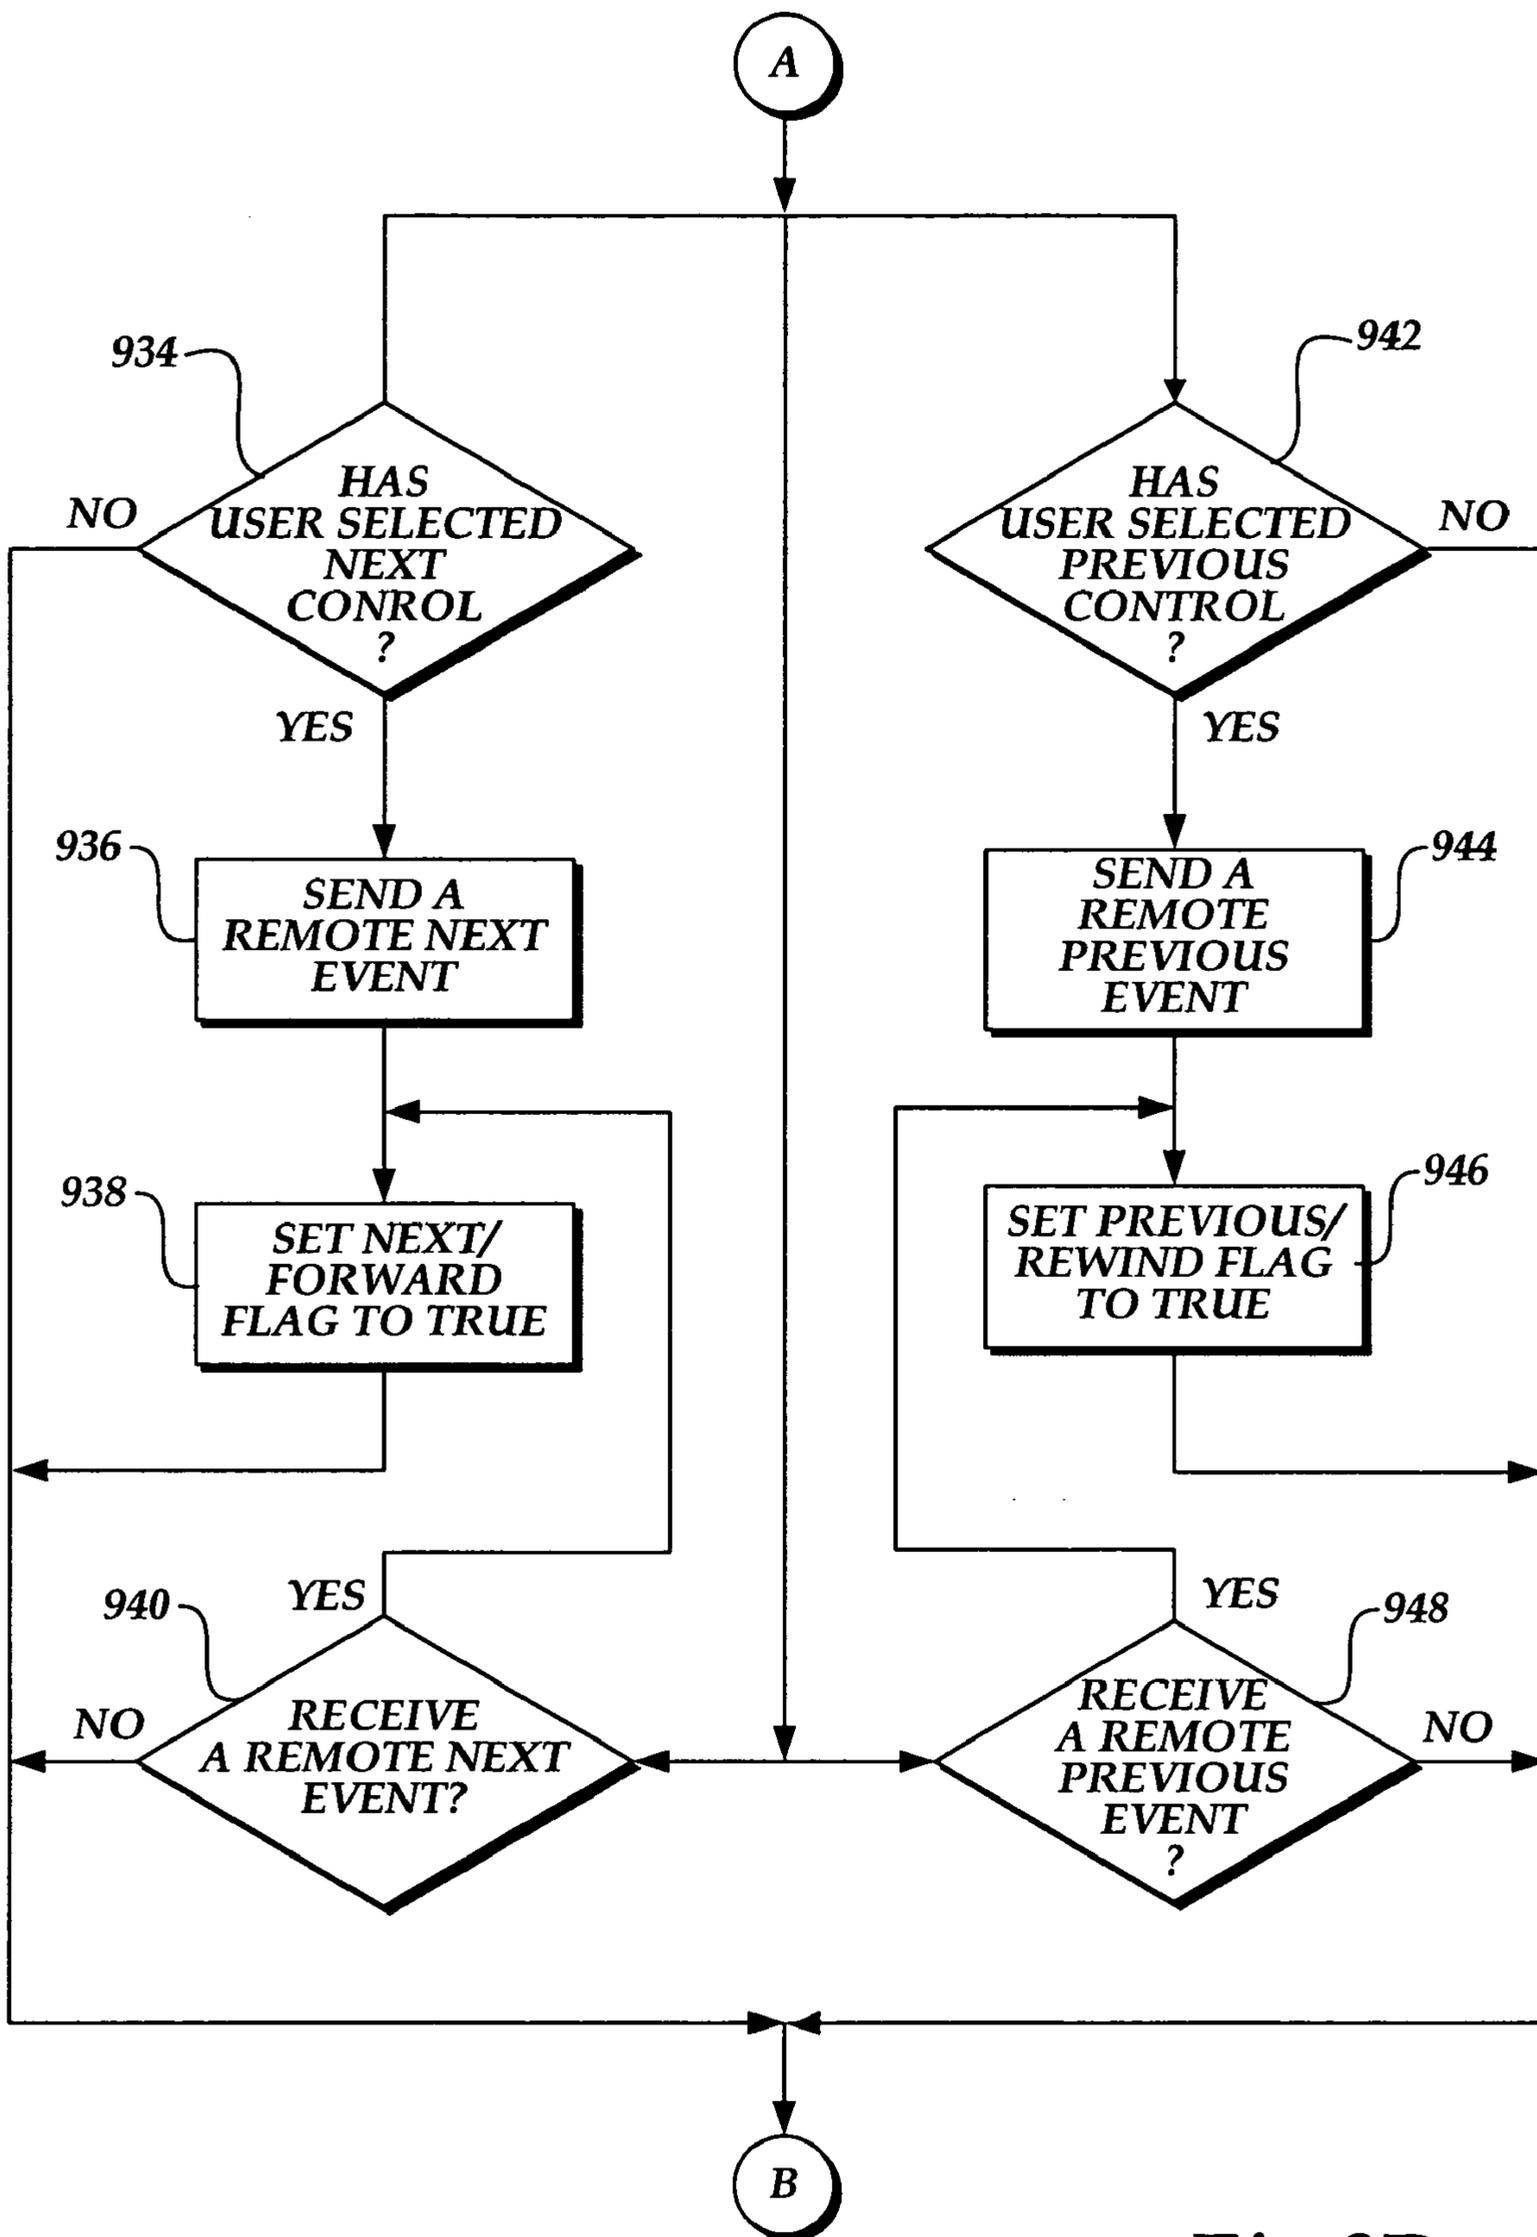 A
934
942
NO
HAS
USER SELECTED
NEXT
CONROL
?
HAS
USER SELECTED
PREVIOUS
CONTROL
?
NO
YES
YES
936
SEND A
REMOTE NEXT
EVENT
SEND A
REMOTE
PREVIOUS
EVENT
944
938
SET NEXT/
FORWARD
FLAG TO TRUE
SET PREVIOUS/
REWIND FLAG
TO TRUE
946
940
YES
YES
948
NO
RECEIVE
A REMOTE NEXT
EVENT?
RECEIVE
A REMOTE
PREVIOUS
EVENT
?
NO
B